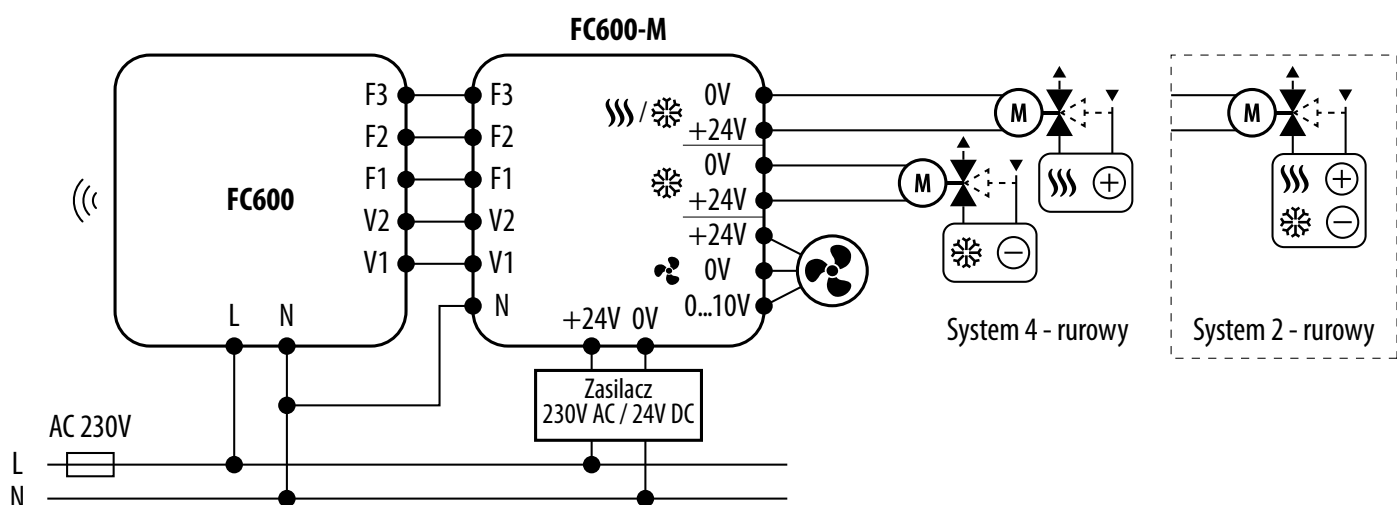 FC600-M
FC600
F3
F2
F1
V2
V1
L N
F3
F2
F1
V2
V1
N
/
0V
+24V
0V
+24V
+24V
0V
0...10V
+24V 0V
M
M
M
System 4 - rurowy
System 2 - rurowy
Zasilacz
230V AC / 24V DC
AC 230V
L
N